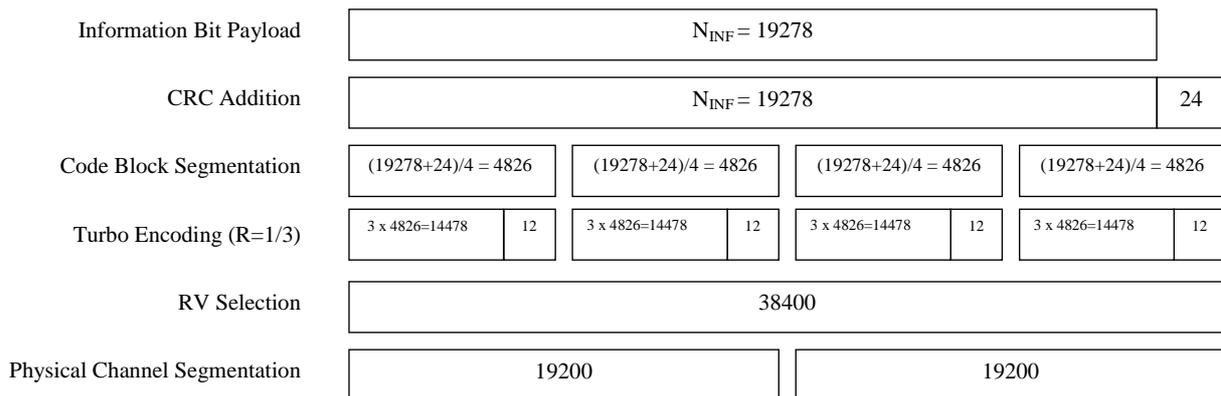 Information Bit Payload
N_INF = 19278
CRC Addition
N_INF = 19278
24
Code Block Segmentation
(19278+24)/4 = 4826
(19278+24)/4 = 4826
(19278+24)/4 = 4826
(19278+24)/4 = 4826
Turbo Encoding (R=1/3)
3 x 4826=14478
12
3 x 4826=14478
12
3 x 4826=14478
12
3 x 4826=14478
12
RV Selection
38400
Physical Channel Segmentation
19200
19200